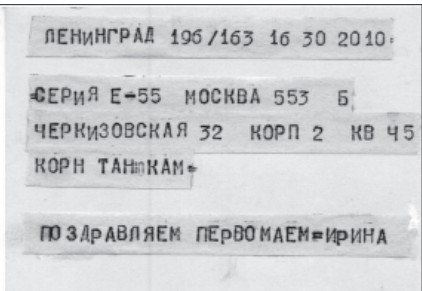 ЛЕНИНГРАД 196/163 16 30 2010=
=СЕРИЯ Е-55 МОСКВА 553 Б
ЧЕРКИЗОВСКАЯ 32 КОРП 2 КВ 45
КОРН ТАНЮКАМ=
ПОЗДРАВЛЯЕМ ПЕРВОМАЕМ=ИРИНА